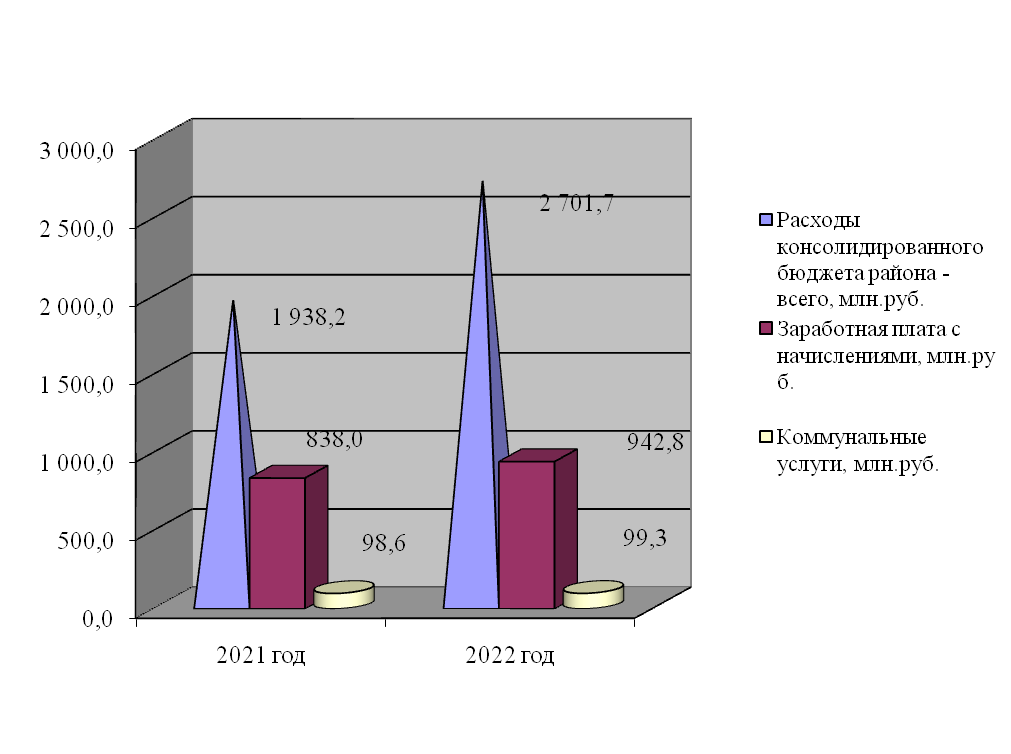 3 000,0
2 500,0
2 000,0
1 500,0
1 000,0
500,0
0,0
2 701,7
1 938,2
838,0
942,8
98,6
99,3
2021 год
2022 год
Расходы
консолидированного
бюджета района -
всего, млн.руб.
Заработная плата с
начислениями, млн.ру
б.
Коммунальные
услуги, млн.руб.